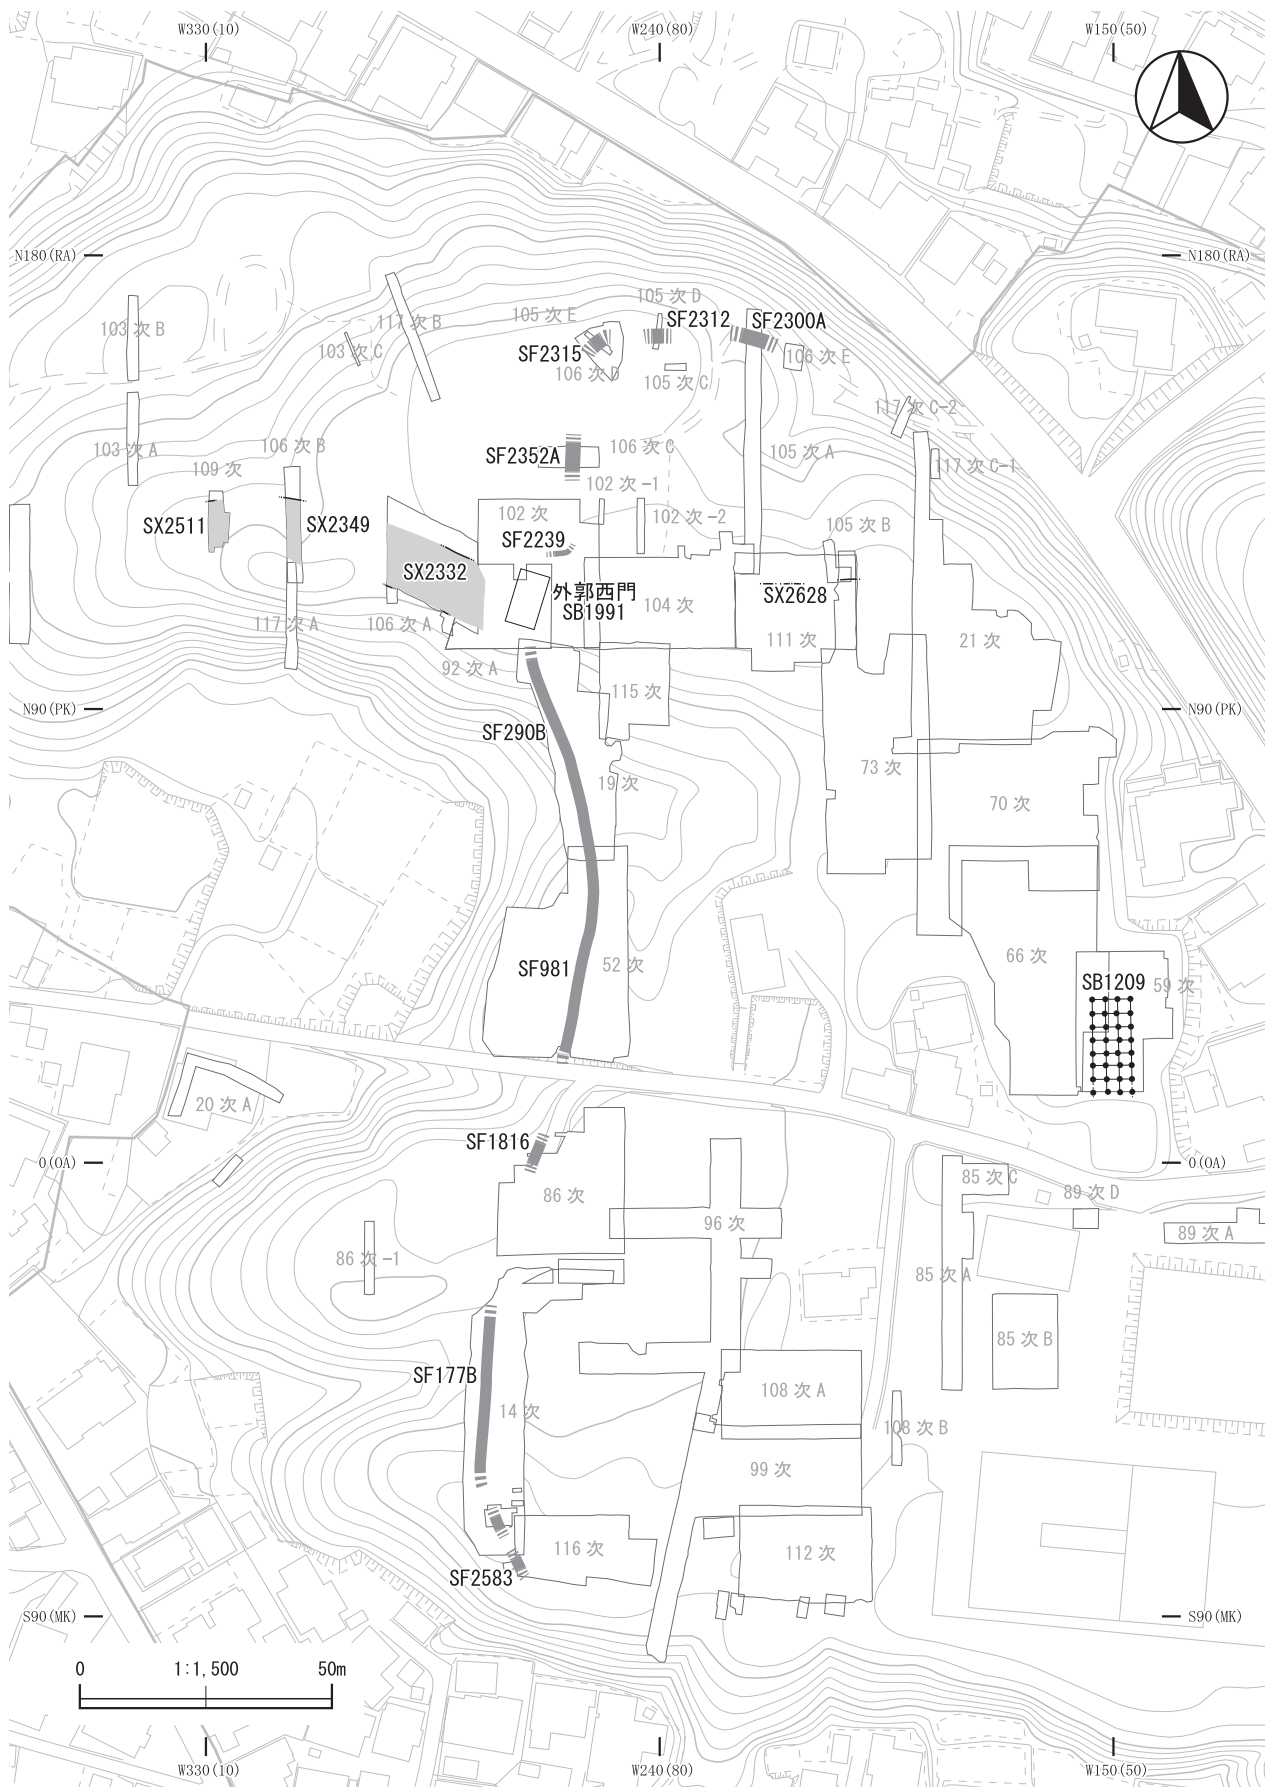 W330(10)
W240(80)
W150(50)
N180(RA)
N180(RA)
103次B
117次B
103次C
105次E
105次D
SF2312
SF2300A
SF2315
106次D
105次C
106次E
117次C-2
103次A
106次B
109次
SF2352A
106次C
105次A
117次C-1
102次-1
SX2511
SX2349
102次
102次-2
105次B
SF2239
SX2332
外郭西門
SB1991
104次
SX2628
117次A
106次A
111次
21次
92次A
115次
N90(PK)
N90(PK)
SF290B
19次
73次
70次
SF981
52次
66次
SB1209
59次
20次A
SF1816
0(OA)
0(OA)
86次
85次C
89次D
96次
89次A
86次-1
85次A
85次B
SF177B
108次A
14次
108次B
99次
116次
112次
SF2583
S90(MK)
S90(MK)
0
1:1,500
50m
W330(10)
W240(80)
W150(50)